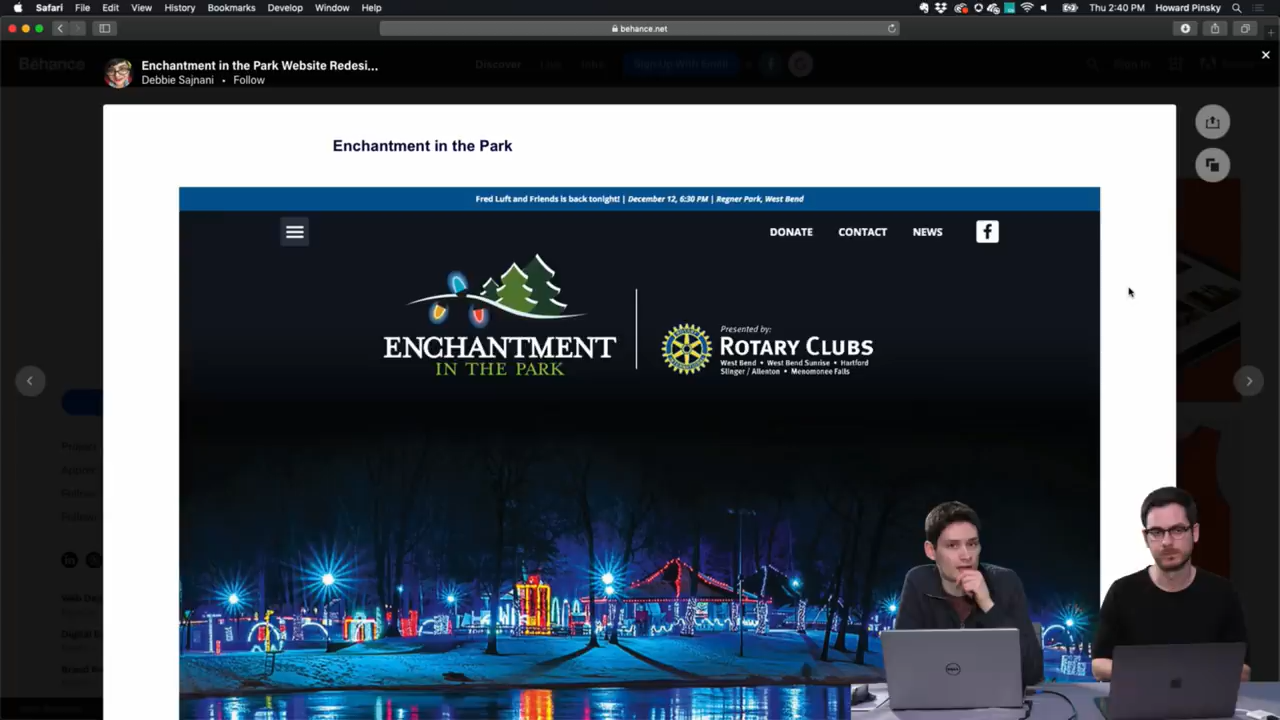 Safari File Edit View History Bookmarks Develop Window Help Thu 2:40 PM Howard Pinsky
behance.net
Enchantment in the Park Website Redesi...
Debbie Sajnani • Follow
Bēhance
Discover
Enchantment in the Park
Fred Luft and Friends is back tonight! | December 12, 6:30 PM | Regner Park, West Bend
DONATE CONTACT NEWS
ENCHANTMENT
IN THE PARK
Presented by:
ROTARY CLUBS
West Bend • West Bend Sunrise • Hartford
Slinger / Allenton • Menomonee Falls
DELL